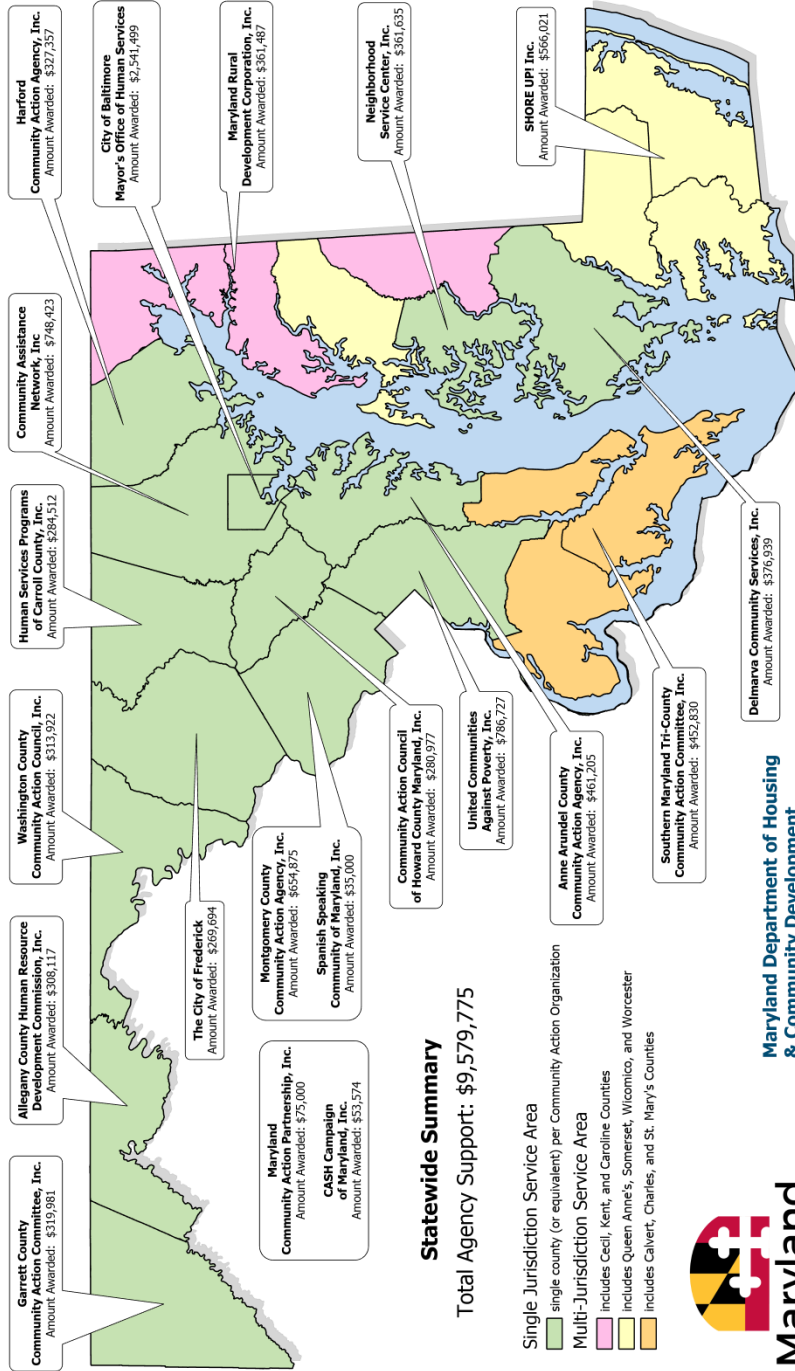 Garrett County
Community Action Committee, Inc.
Amount Awarded: $319,981
Allegany County Human Resource
Development Commission, Inc.
Amount Awarded: $308,117
Washington County
Community Action Council, Inc.
Amount Awarded: $313,922
Human Services Programs
of Carroll County, Inc.
Amount Awarded: $284,512
Community Assistance
Network, Inc
Amount Awarded: $748,423
Harford
Community Action Agency, Inc.
Amount Awarded: $327,357
City of Baltimore
Mayor's Office of Human Services
Amount Awarded: $2,541,499
Maryland Rural
Development Corporation, Inc.
Amount Awarded: $361,487
Neighborhood
Service Center, Inc.
Amount Awarded: $361,635
SHORE UP! Inc.
Amount Awarded: $566,021
The City of Frederick
Amount Awarded: $269,694
Montgomery County
Community Action Agency, Inc.
Amount Awarded: $654,875
Spanish Speaking
Community of Maryland, Inc.
Amount Awarded: $35,000
Maryland
Community Action Partnership, Inc.
Amount Awarded: $75,000
CASH Campaign
of Maryland, Inc.
Amount Awarded: $53,574
Community Action Council
of Howard County Maryland, Inc.
Amount Awarded: $280,977
United Communities
Against Poverty, Inc.
Amount Awarded: $786,727
Anne Arundel County
Community Action Agency, Inc.
Amount Awarded: $461,205
Southern Maryland Tri-County
Community Action Committee, Inc.
Amount Awarded: $452,830
Delmarva Community Services, Inc.
Amount Awarded: $376,939
Statewide Summary
Total Agency Support: $9,579,775
Single Jurisdiction Service Area
single county (or equivalent) per Community Action Organization
Multi-Jurisdiction Service Area
includes Cecil, Kent, and Caroline Counties
includes Queen Anne's, Somerset, Wicomico, and Worcester
includes Calvert, Charles, and St. Mary's Counties
Maryland
Maryland Department of Housing
& Community Development